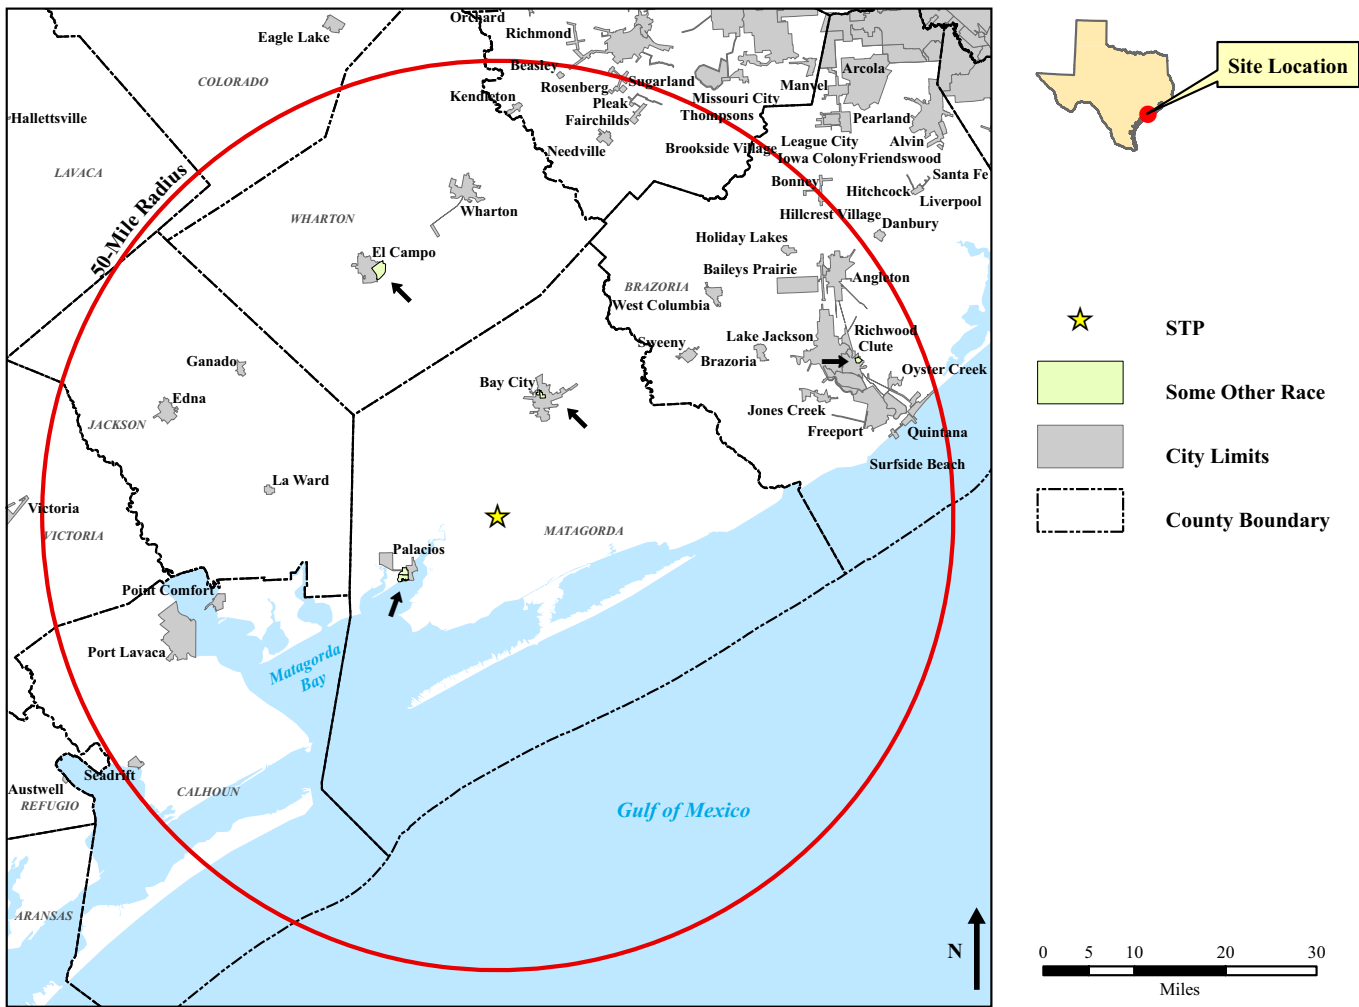 Orchard
Eagle Lake
Richmond
COLORADO
Beasley
Rosenberg
Sugarland
Arcola
Manvel
Kendleton
Pleak
Missouri City
Fairchilds
Thompsons
Hallettsville
Pearland
Needville
Brookside Village
League City
Alvin
Iowa Colony
Friendswood
LAVACA
Bonney
Hitchcock
Santa Fe
Liverpool
50-Mile Radius
WHARTON
Wharton
Hillcrest Village
Danbury
El Campo
Holiday Lakes
Baileys Prairie
Angleton
BRAZORIA
West Columbia
Sweeny
Lake Jackson
Richwood
Clute
Brazoria
Ganado
Oyster Creek
Bay City
Edna
JACKSON
Jones Creek
Freeport
Quintana
Surfside Beach
La Ward
Victoria
VICTORIA
MATAGORDA
Palacios
Point Comfort
Port Lavaca
Matagorda
Bay
Seadrift
Austwell
REFUGIO
CALHOUN
Gulf of Mexico
ARANSAS
N
Site Location
STP
Some Other Race
City Limits
County Boundary
0 5 10 20 30
Miles